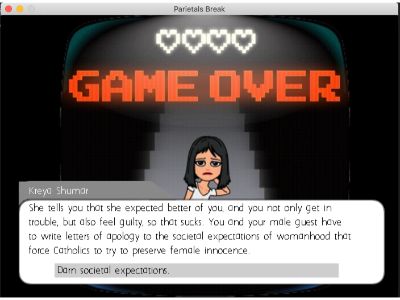 Parietals Break
GAME OVER
Kreya Shumar
She tells you that she expected better of you, and you not only get in
trouble, but also feel guilty, so that sucks. You and your male guest have
to write letters of apology to the societal expectations of womanhood that
force Catholics to try to preserve female innocence.
Darn societal expectations.